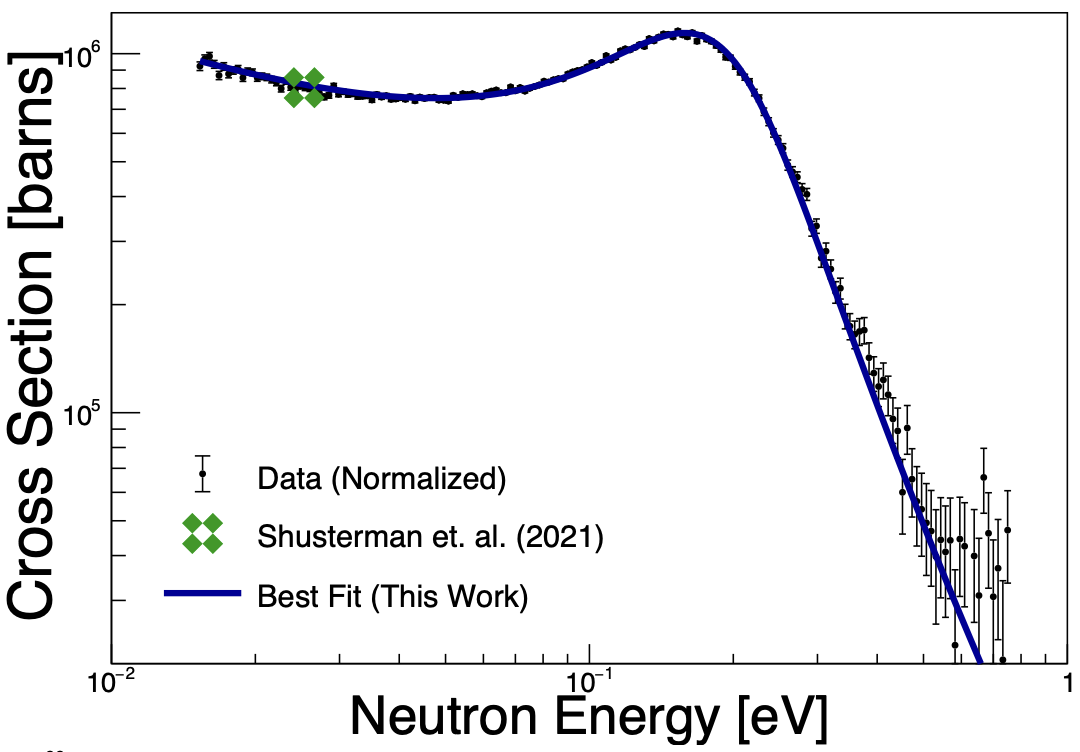 Cross Section [barns]
10⁶
10⁵
Data (Normalized)
Shusterman et. al. (2021)
Best Fit (This Work)
10⁻²
10⁻¹
1
Neutron Energy [eV]